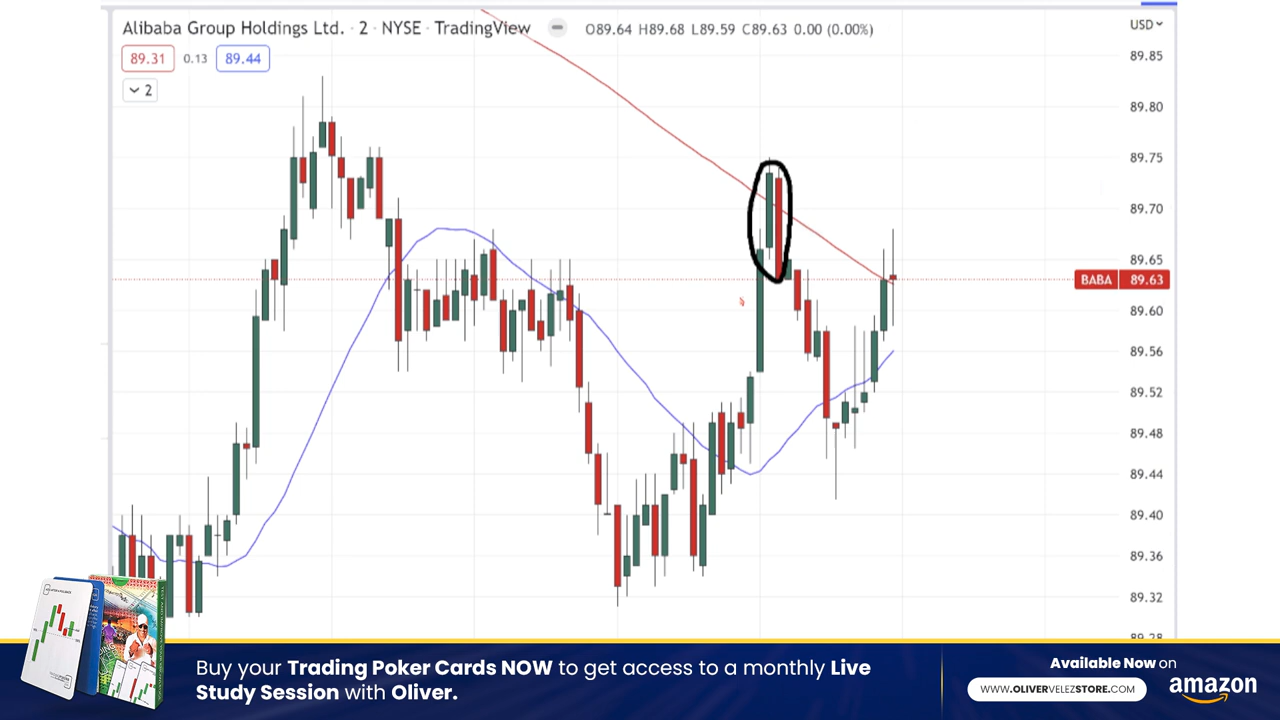 Alibaba Group Holdings Ltd. · 2 · NYSE · TradingView O89.64 H89.68 L89.59 C89.63 0.00 (0.00%)
USD
89.31 0.13 89.44
2
89.85
89.80
89.75
89.70
89.65
BABA 89.63
89.60
89.56
89.52
89.48
89.44
89.40
89.36
89.32
89.28
Buy your Trading Poker Cards NOW to get access to a monthly Live
Study Session with Oliver.
Available Now on
WWW.OLIVERVELEZSTORE.COM
amazon